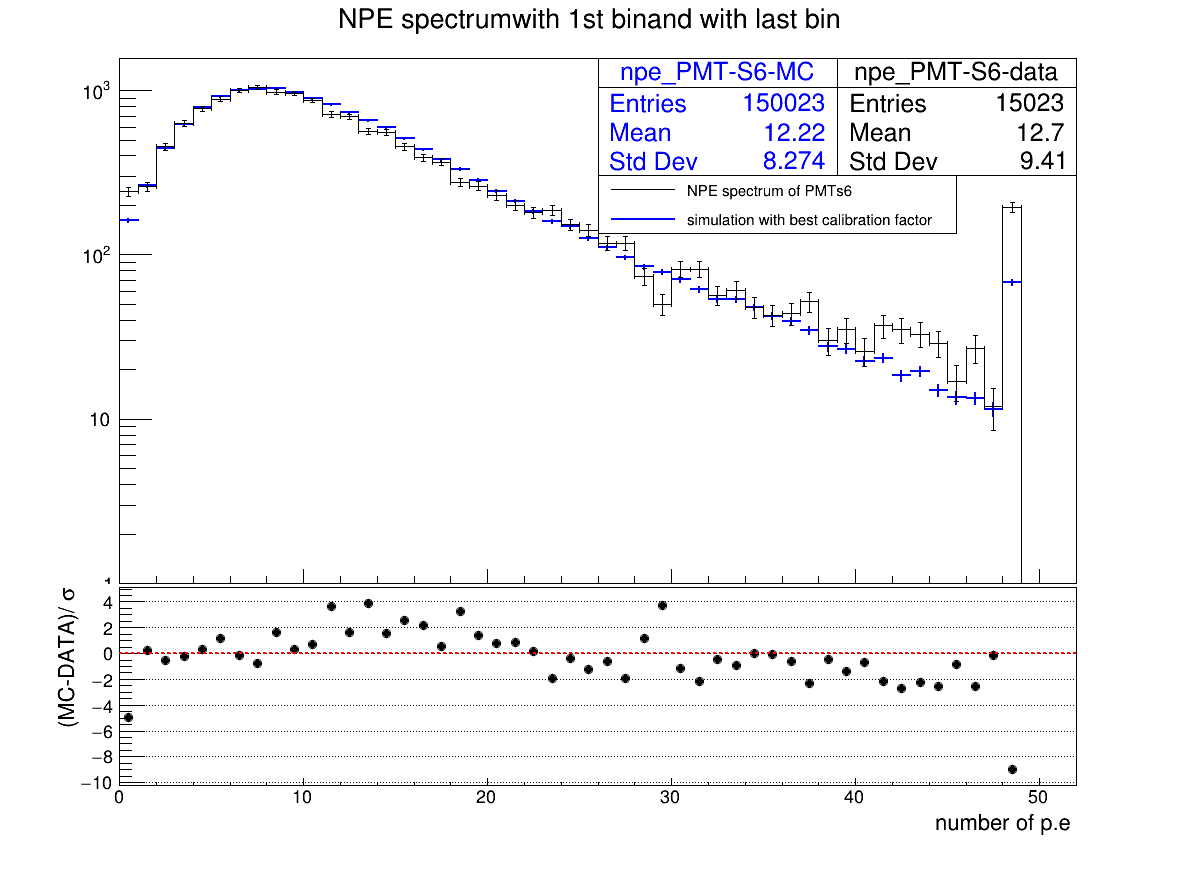 NPE spectrumwith 1st binand with last bin
npe_PMT-S6-MC
Entries 150023
Mean 12.22
Std Dev 8.274
npe_PMT-S6-data
Entries 15023
Mean 12.7
Std Dev 9.41
NPE spectrum of PMTs6
simulation with best calibration factor
10³
10²
10
1
(MC-DATA)/ σ
4
2
0
−2
−4
−6
−8
−10
0 10 20 30 40 50
number of p.e